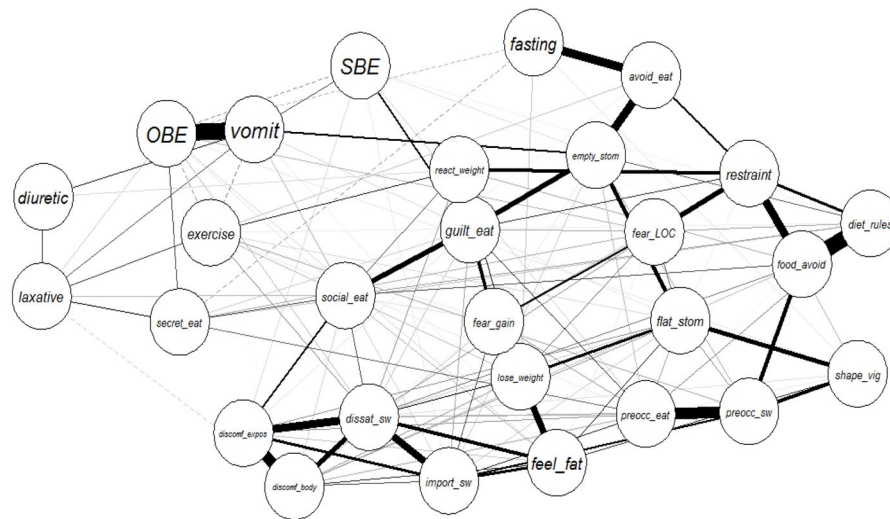 fasting
SBE
avoid_eat
OBE
vomit
empty_stom
react_weight
restraint
diuretic
exercise
guilt_eat
fear_LOC
diet_rules
food_avoid
laxative
social_eat
secret_eat
fear_gain
flat_stom
lose_weight
shape_vig
dissat_sw
preocc_eat
preocc_sw
discomf_expos
feel_fat
import_sw
discomf_body